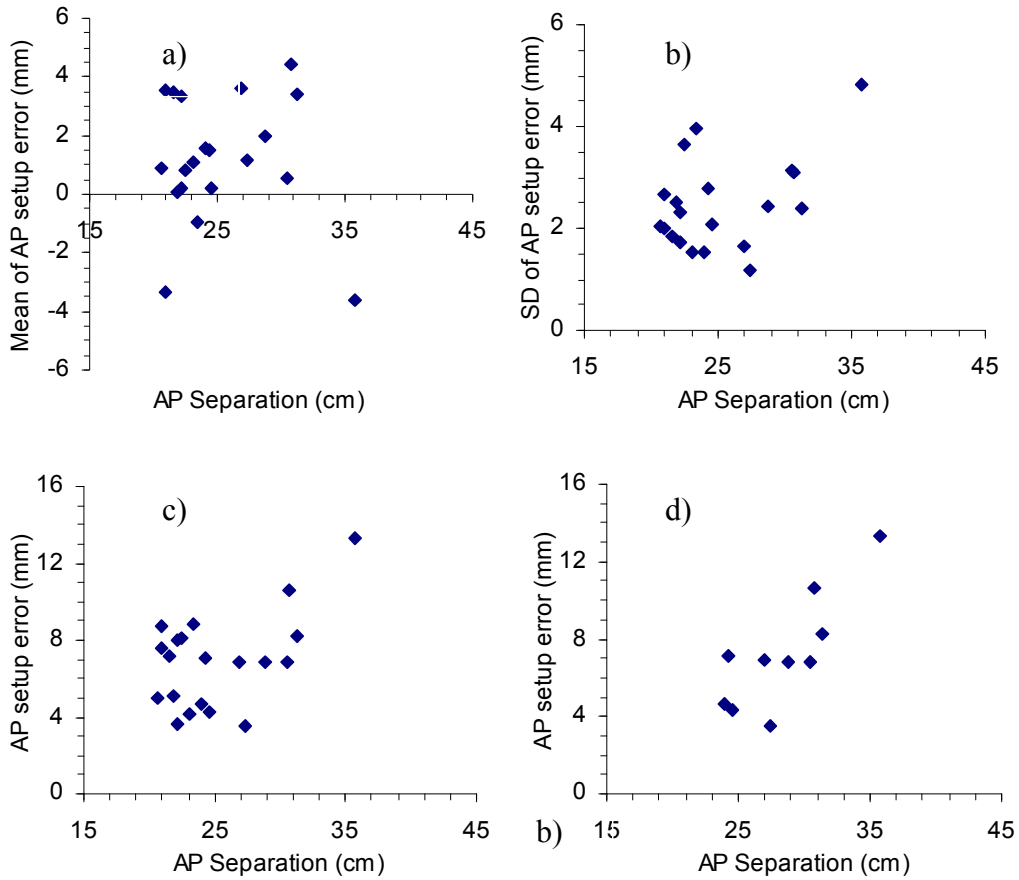 a)
Mean of AP setup error (mm)
6
4
2
0
-2
-4
-6
15
25
35
45
AP Separation (cm)
b)
SD of AP setup error (mm)
6
4
2
0
15
25
35
45
AP Separation (cm)
c)
AP setup error (mm)
16
12
8
4
0
15
25
35
45
AP Separation (cm)
d)
AP setup error (mm)
16
12
8
4
0
15
25
35
45
b)
AP Separation (cm)